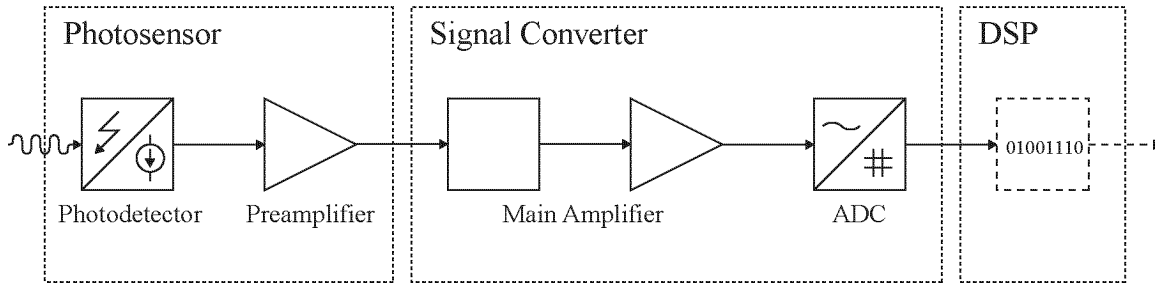 Photosensor
Signal Converter
DSP
01001110
Photodetector
Preamplifier
Main Amplifier
ADC